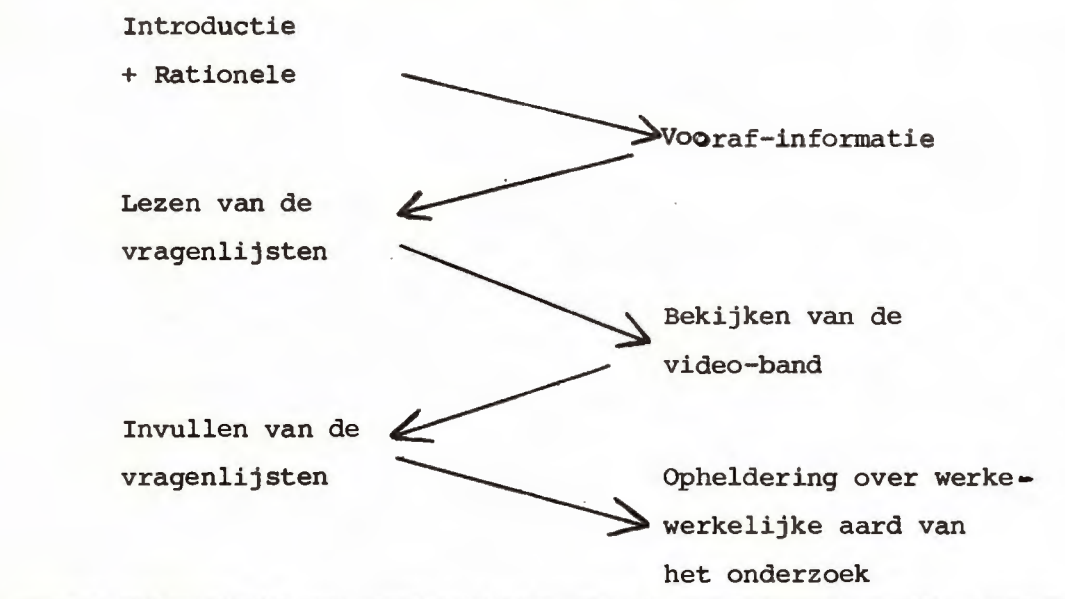 Introductie
+ Rationele
Vooraf-informatie
Lezen van de
vragenlijsten
Bekijken van de
video-band
Invullen van de
vragenlijsten
Opheldering over werke-
werkelijke aard van
het onderzoek